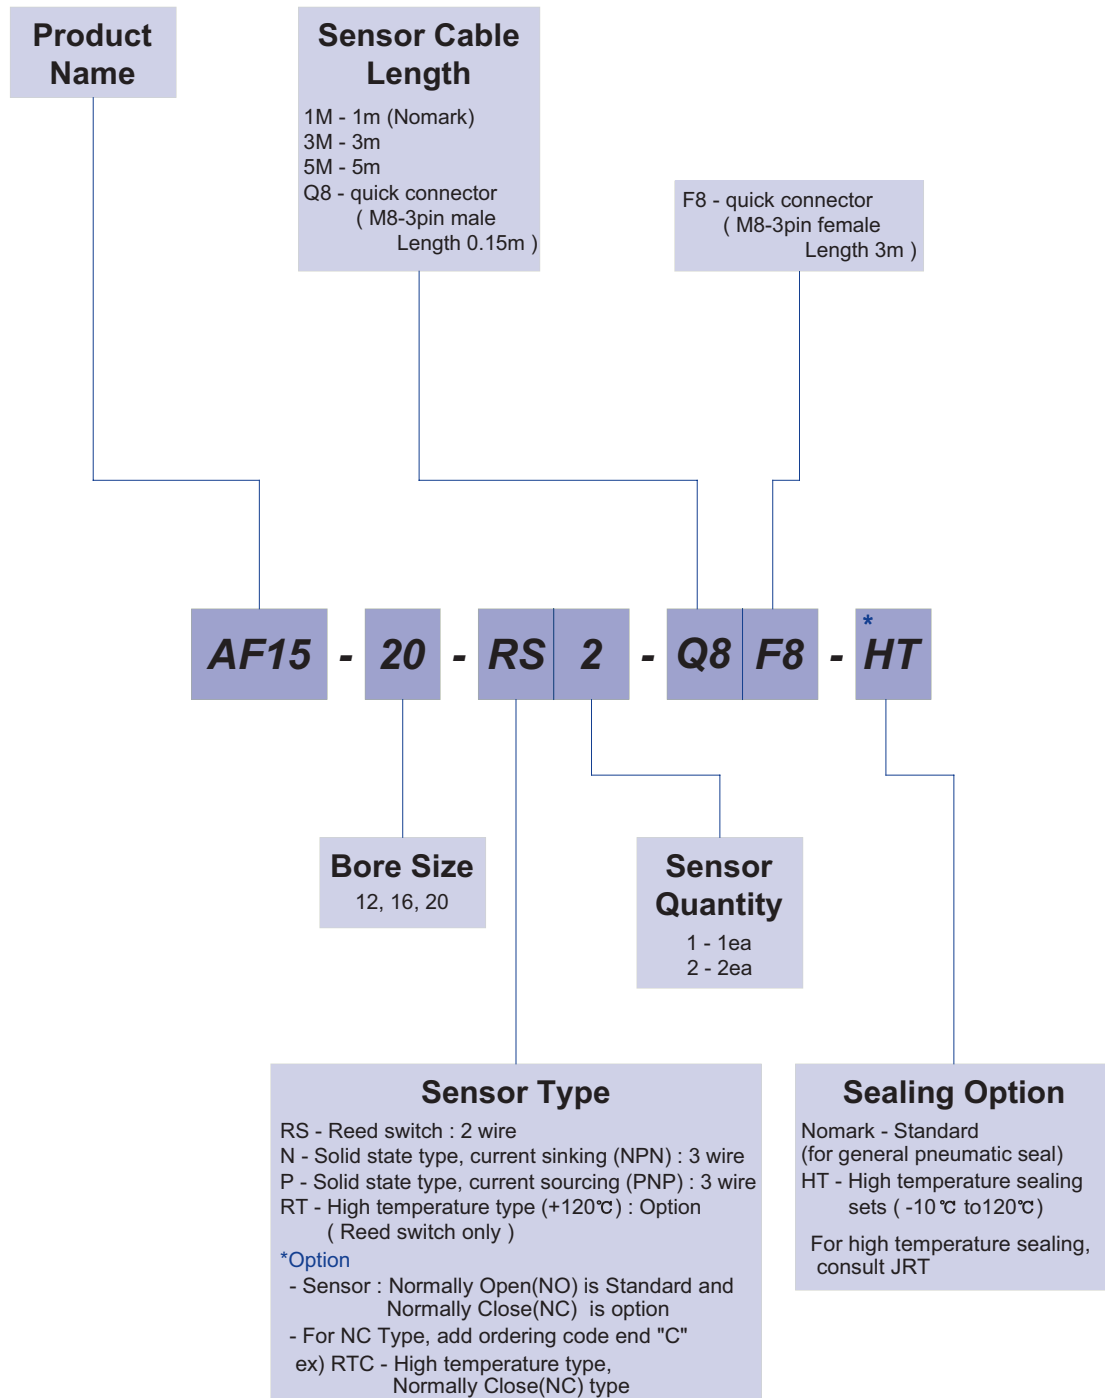 Product
Name
Sensor Cable
Length
1M - 1m (Nomark)
3M - 3m
5M - 5m
Q8 - quick connector
( M8-3pin male
Length 0.15m )
F8 - quick connector
( M8-3pin female
Length 3m )
AF15 - 20 - RS 2 - Q8 F8 - *HT
Bore Size
12, 16, 20
Sensor
Quantity
1 - 1ea
2 - 2ea
Sensor Type
RS - Reed switch : 2 wire
N - Solid state type, current sinking (NPN) : 3 wire
P - Solid state type, current sourcing (PNP) : 3 wire
RT - High temperature type (+120℃) : Option
( Reed switch only )
*Option
- Sensor : Normally Open(NO) is Standard and
Normally Close(NC) is option
- For NC Type, add ordering code end "C"
ex) RTC - High temperature type,
Normally Close(NC) type
Sealing Option
Nomark - Standard
(for general pneumatic seal)
HT - High temperature sealing
sets ( -10℃ to120℃)
For high temperature sealing,
consult JRT